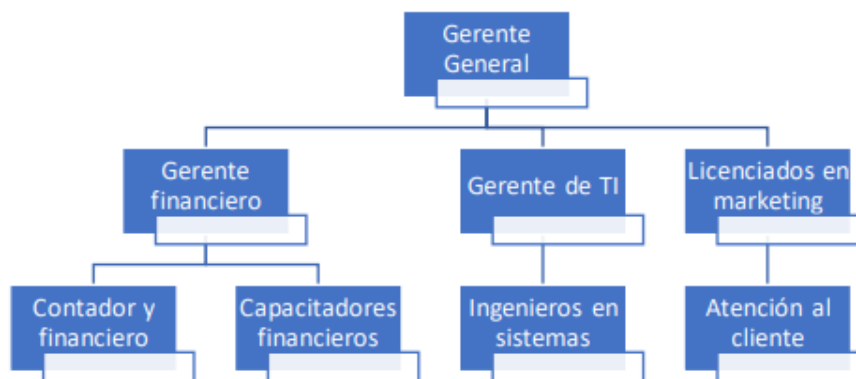 Gerente
General
Gerente
financiero
Gerente de TI
Licenciados en
marketing
Contador y
financiero
Capacitadores
financieros
Ingenieros en
sistemas
Atención al
cliente